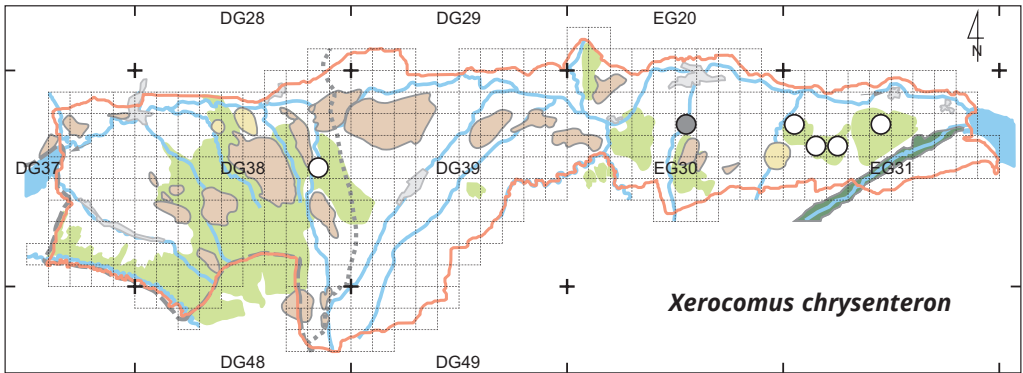 DG28 DG29 EG20
N
DG37 DG38 DG39 EG30 EG31
Xerocomus chrysenteron
DG48 DG49